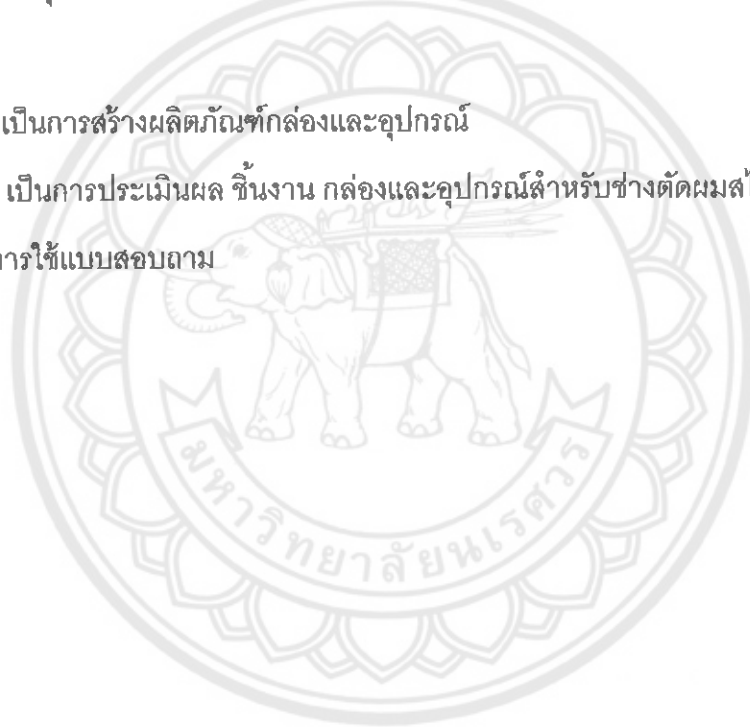 เป็นการสร้างผลิตภัณฑ์กล่องและอุปกรณ์
เป็นการประเมินผล ชิ้นงาน กล่องและอุปกรณ์สำหรับช่างตัดผมส
การใช้แบบสอบถาม
มหาวิทยาลัยนเรศวร